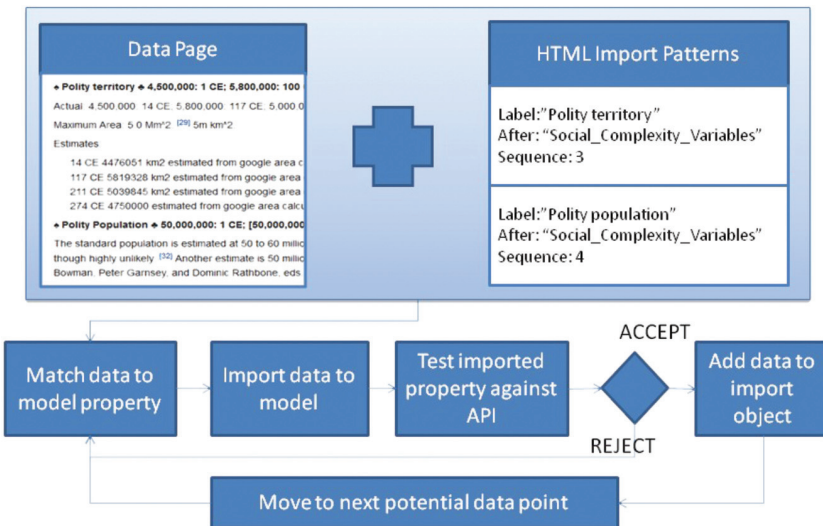 Data Page
♠ Polity territory ♣ 4,500,000: 1 CE; 5,800,000: 100
Actual 4,500,000: 14 CE. 5,800,000: 117 CE. 5,000,0
Maximum Area 5.0 Mm^2 [29] 5m km^2
Estimates
14 CE 4476051 km2 estimated from google area c
117 CE 5819328 km2 estimated from google area
211 CE 5039845 km2 estimated from google area
274 CE 4750000 estimated from google area calcu
♠ Polity Population ♣ 50,000,000: 1 CE; [50,000,000
The standard population is estimated at 50 to 60 millio
though highly unlikely [32] Another estimate is 50 millic
Bowman, Peter Garnsey, and Dominic Rathbone, eds
HTML Import Patterns
Label:"Polity territory"
After: "Social_Complexity_Variables"
Sequence: 3
Label:"Polity population"
After: "Social_Complexity_Variables"
Sequence: 4
Match data to
model property
Import data to
model
Test imported
property against
API
ACCEPT
REJECT
Add data to
import
object
Move to next potential data point